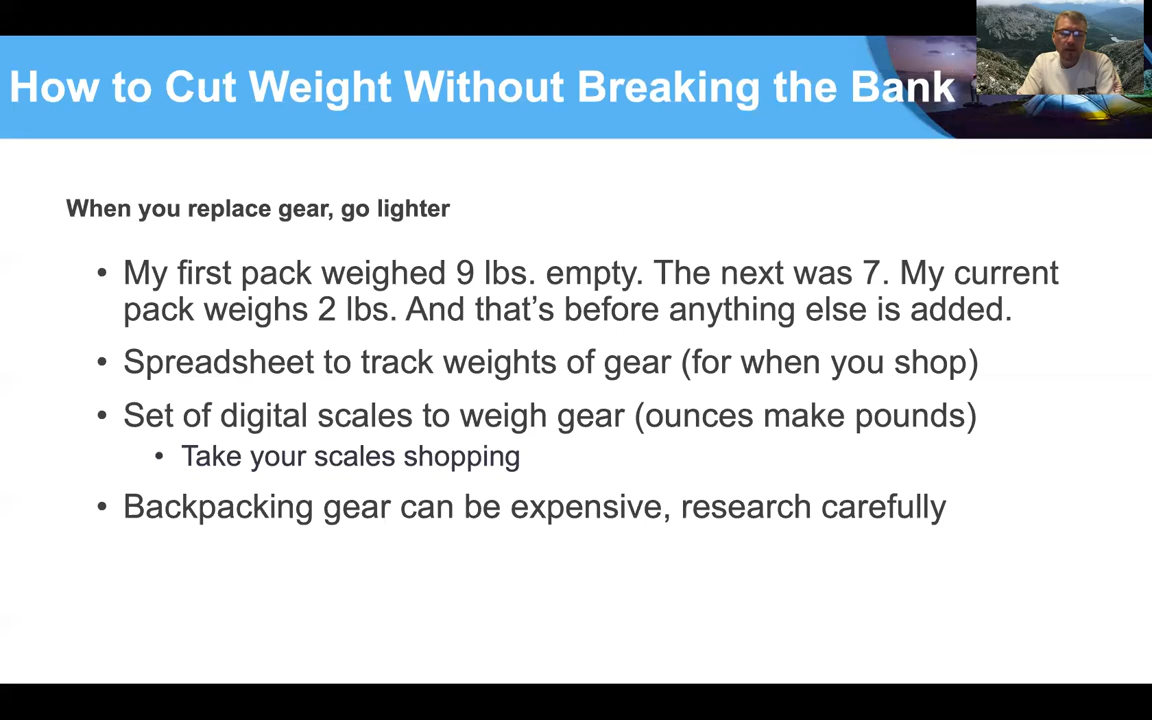 How to Cut Weight Without Breaking the Bank
When you replace gear, go lighter
• My first pack weighed 9 lbs. empty. The next was 7. My current
pack weighs 2 lbs. And that’s before anything else is added.
• Spreadsheet to track weights of gear (for when you shop)
• Set of digital scales to weigh gear (ounces make pounds)
• Take your scales shopping
• Backpacking gear can be expensive, research carefully